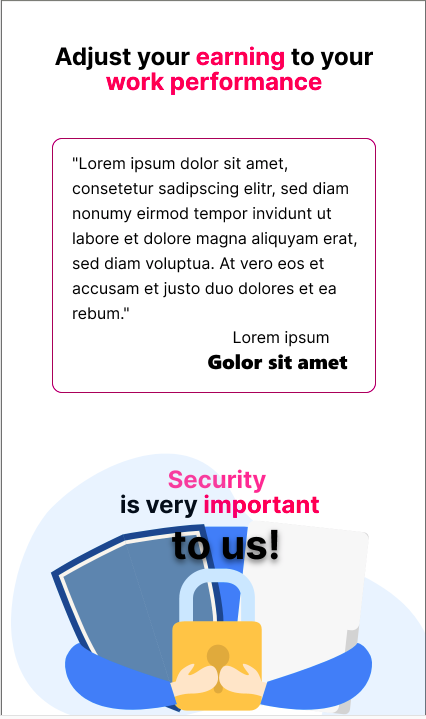 Adjust your earning to your
work performance
"Lorem ipsum dolor sit amet,
consetetur sadipscing elitr, sed diam
nonumy eirmod tempor invidunt ut
labore et dolore magna aliquyam erat,
sed diam voluptua. At vero eos et
accusam et justo duo dolores et ea
rebum."
Lorem ipsum
Golor sit amet
Security
is very important
to us!